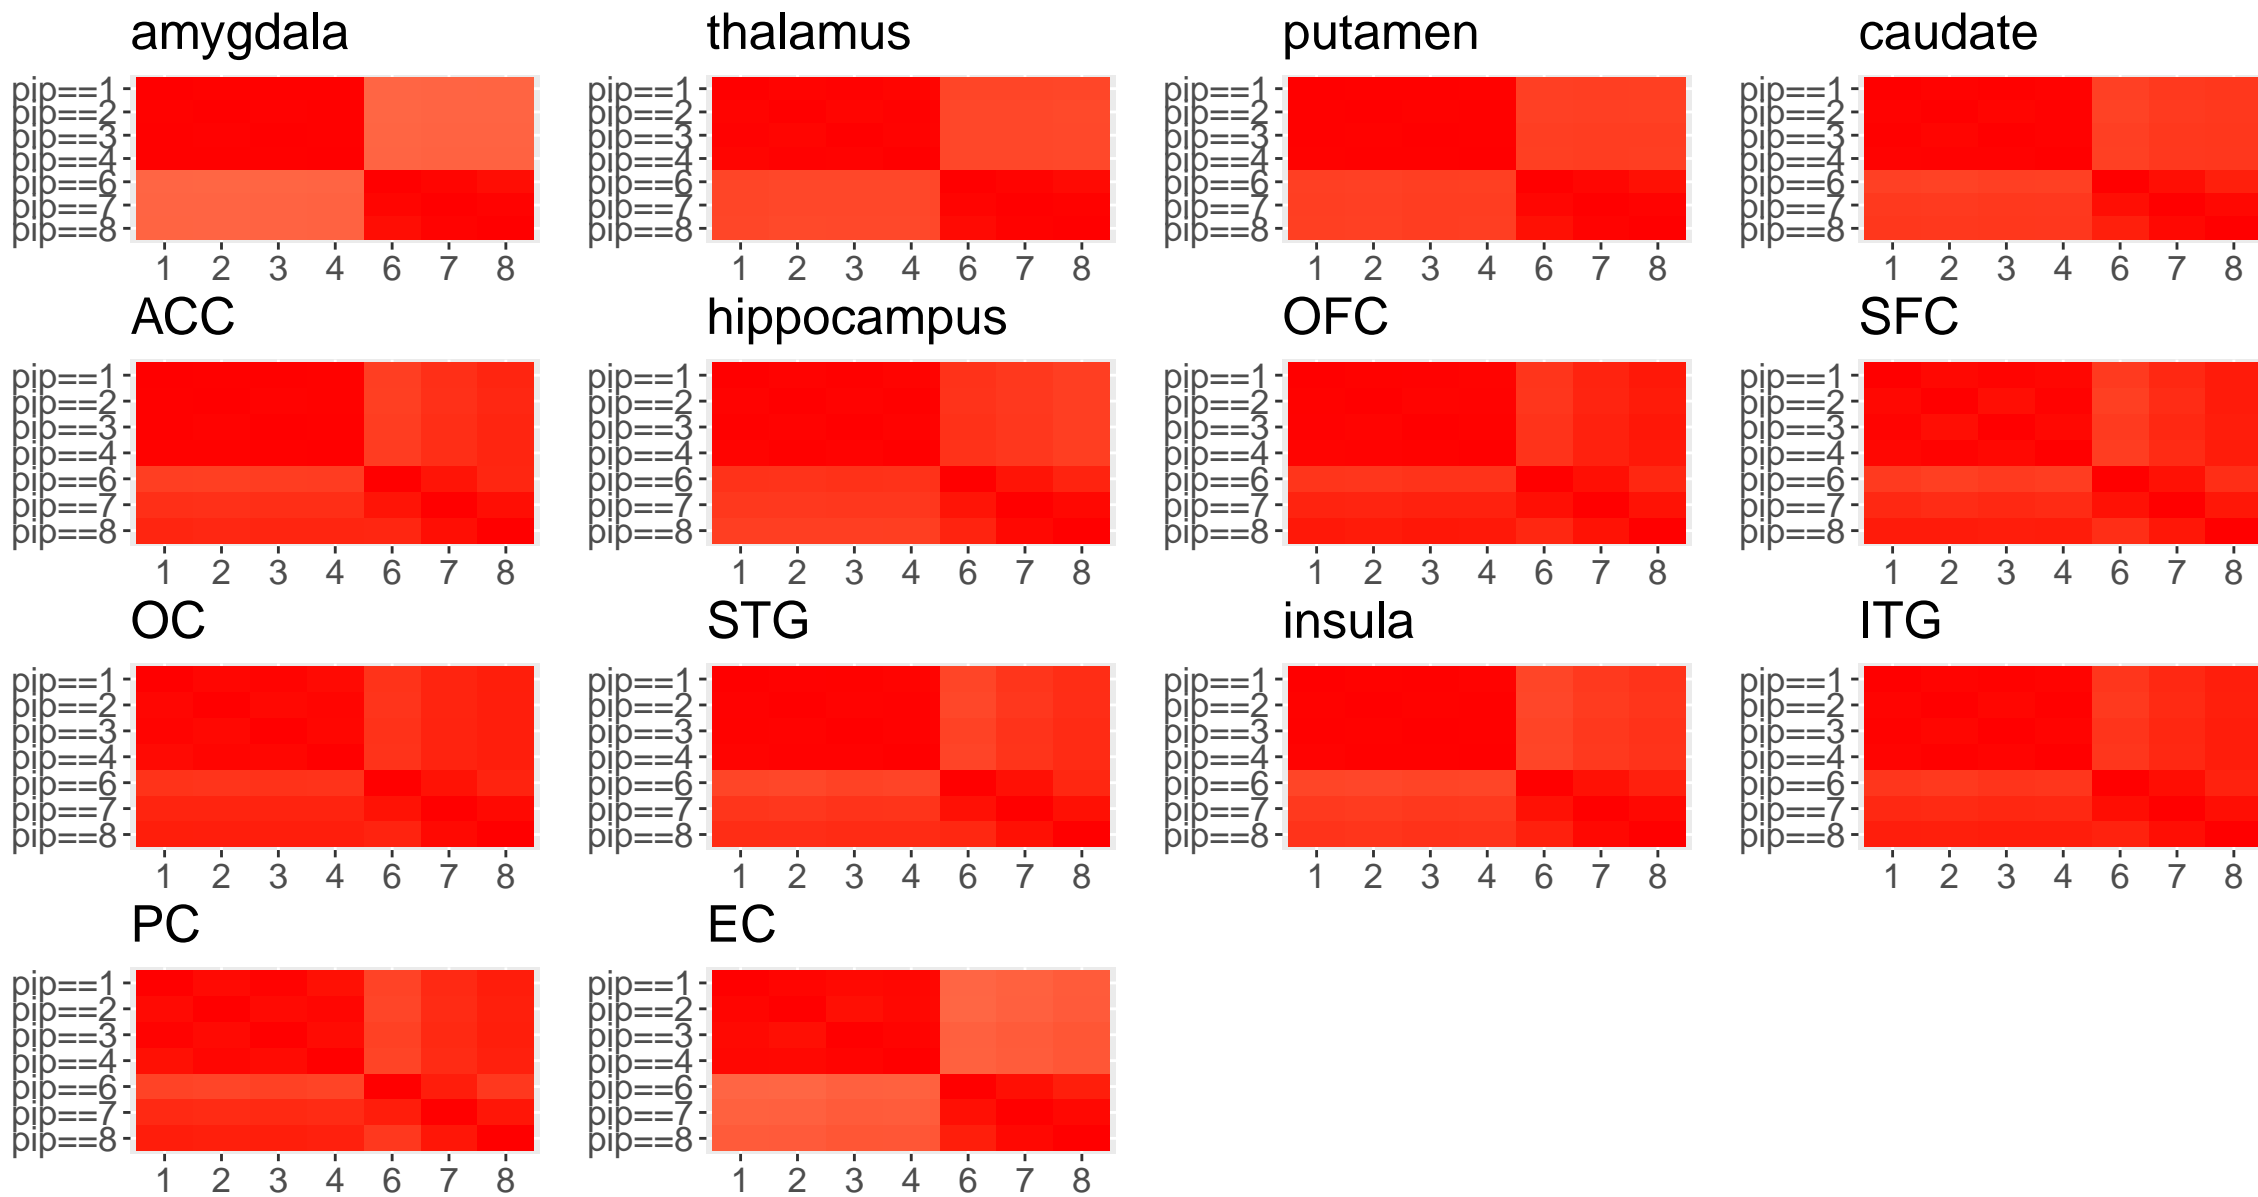 amygdala thalamus putamen caudate
pip==1 pip==1 pip==1 pip==1
pip==2 pip==2 pip==2 pip==2
pip==3 pip==3 pip==3 pip==3
pip==4 pip==4 pip==4 pip==4
pip==6 pip==6 pip==6 pip==6
pip==7 pip==7 pip==7 pip==7
pip==8 pip==8 pip==8 pip==8
1 2 3 4 6 7 8 1 2 3 4 6 7 8 1 2 3 4 6 7 8 1 2 3 4 6 7 8
ACC hippocampus OFC SFC
pip==1 pip==1 pip==1 pip==1
pip==2 pip==2 pip==2 pip==2
pip==3 pip==3 pip==3 pip==3
pip==4 pip==4 pip==4 pip==4
pip==6 pip==6 pip==6 pip==6
pip==7 pip==7 pip==7 pip==7
pip==8 pip==8 pip==8 pip==8
1 2 3 4 6 7 8 1 2 3 4 6 7 8 1 2 3 4 6 7 8 1 2 3 4 6 7 8
OC STG insula ITG
pip==1 pip==1 pip==1 pip==1
pip==2 pip==2 pip==2 pip==2
pip==3 pip==3 pip==3 pip==3
pip==4 pip==4 pip==4 pip==4
pip==6 pip==6 pip==6 pip==6
pip==7 pip==7 pip==7 pip==7
pip==8 pip==8 pip==8 pip==8
1 2 3 4 6 7 8 1 2 3 4 6 7 8 1 2 3 4 6 7 8 1 2 3 4 6 7 8
PC EC
pip==1 pip==1
pip==2 pip==2
pip==3 pip==3
pip==4 pip==4
pip==6 pip==6
pip==7 pip==7
pip==8 pip==8
1 2 3 4 6 7 8 1 2 3 4 6 7 8